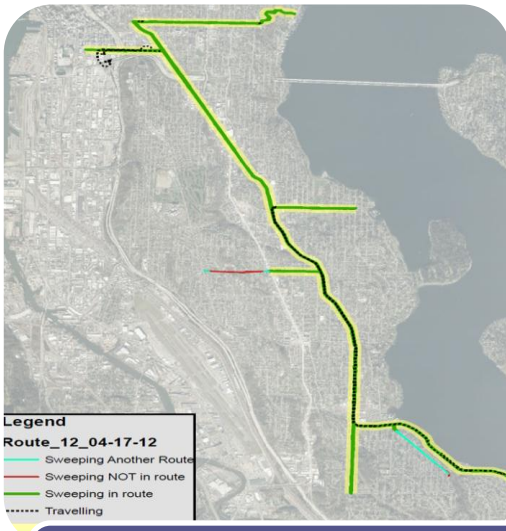 Legend
Route_12_04-17-12
Sweeping Another Route
Sweeping NOT in route
Sweeping in route
Travelling